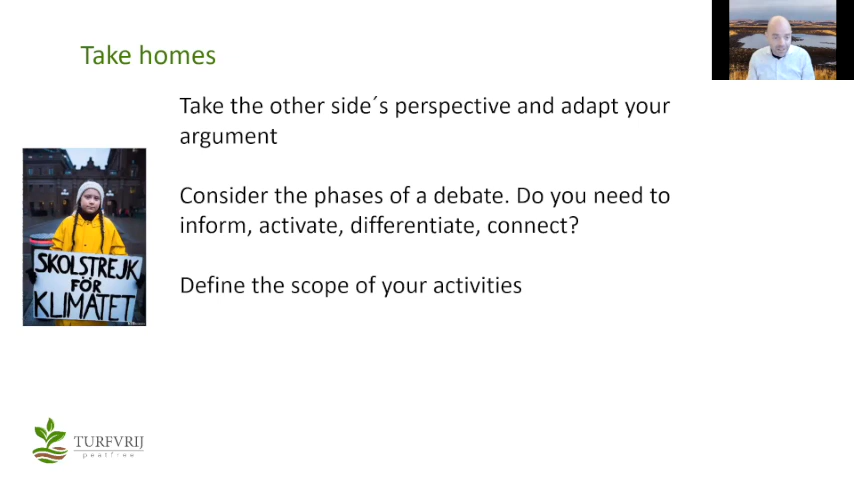 Take homes
Take the other side´s perspective and adapt your
argument
Consider the phases of a debate. Do you need to
inform, activate, differentiate, connect?
Define the scope of your activities
SKOLSTREJK
FÖR
KLIMATET
TURFVRIJ
peatfree